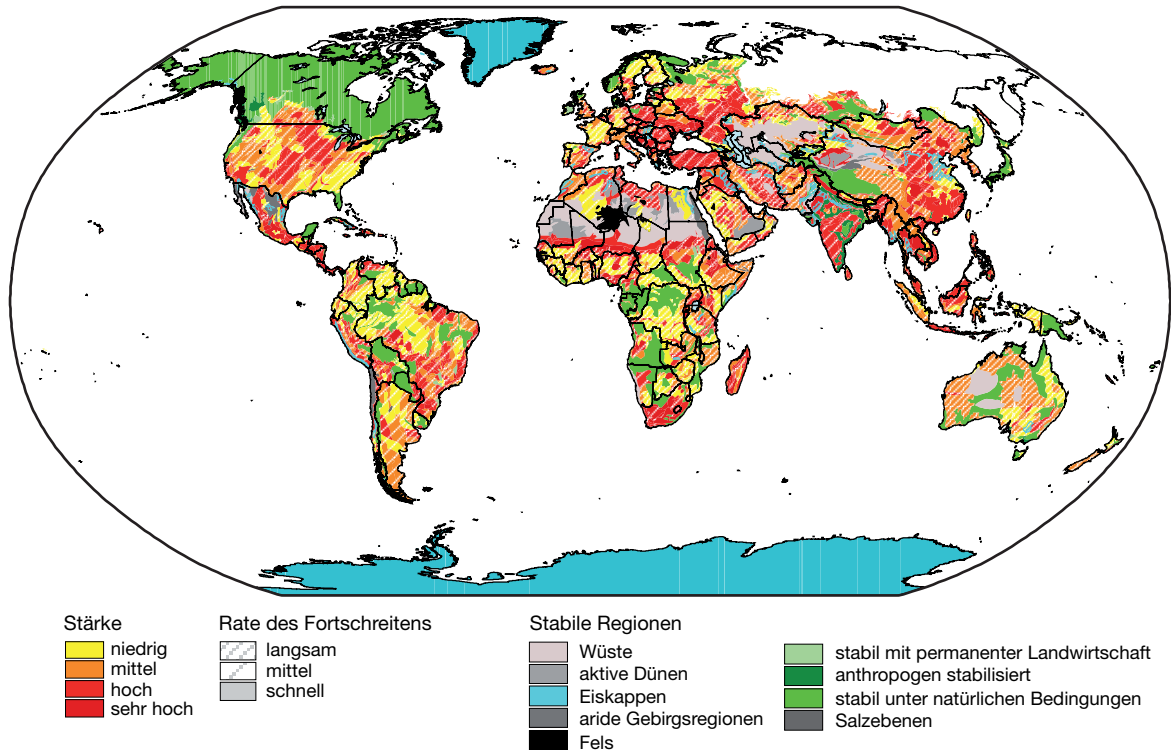 Stärke
niedrig
mittel
hoch
sehr hoch
Rate des Fortschreitens
langsam
mittel
schnell
Stabile Regionen
Wüste
aktive Dünen
Eiskappen
aride Gebirgsregionen
Fels
stabil mit permanenter Landwirtschaft
anthropogen stabilisiert
stabil unter natürlichen Bedingungen
Salzebenen